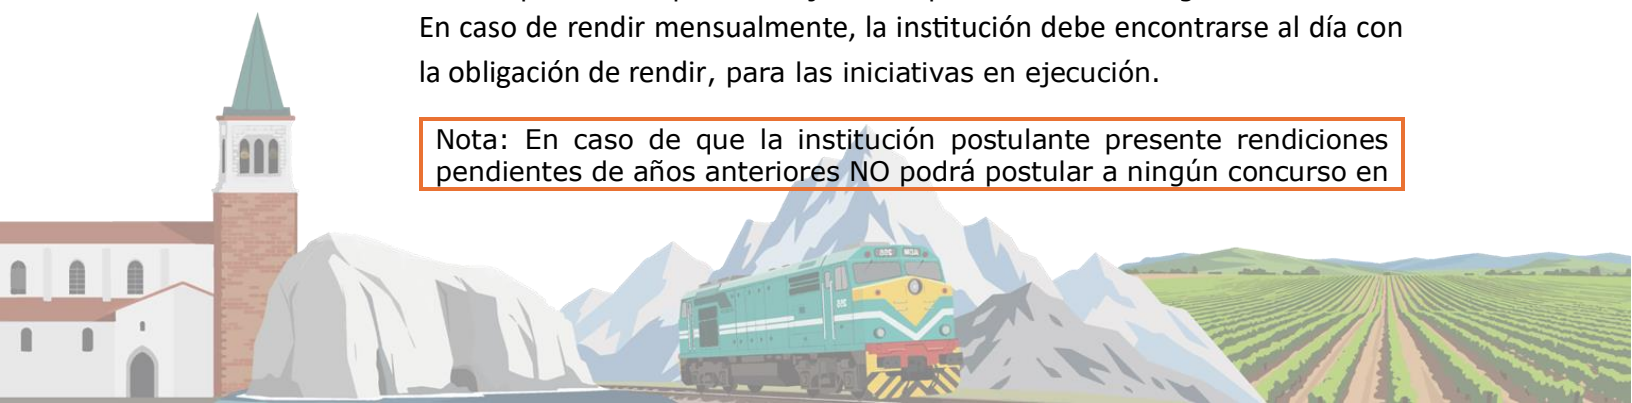 En caso de rendir mensualmente, la institución debe encontrarse al día con
la obligación de rendir, para las iniciativas en ejecución.
Nota: En caso de que la institución postulante presente rendiciones
pendientes de años anteriores NO podrá postular a ningún concurso en